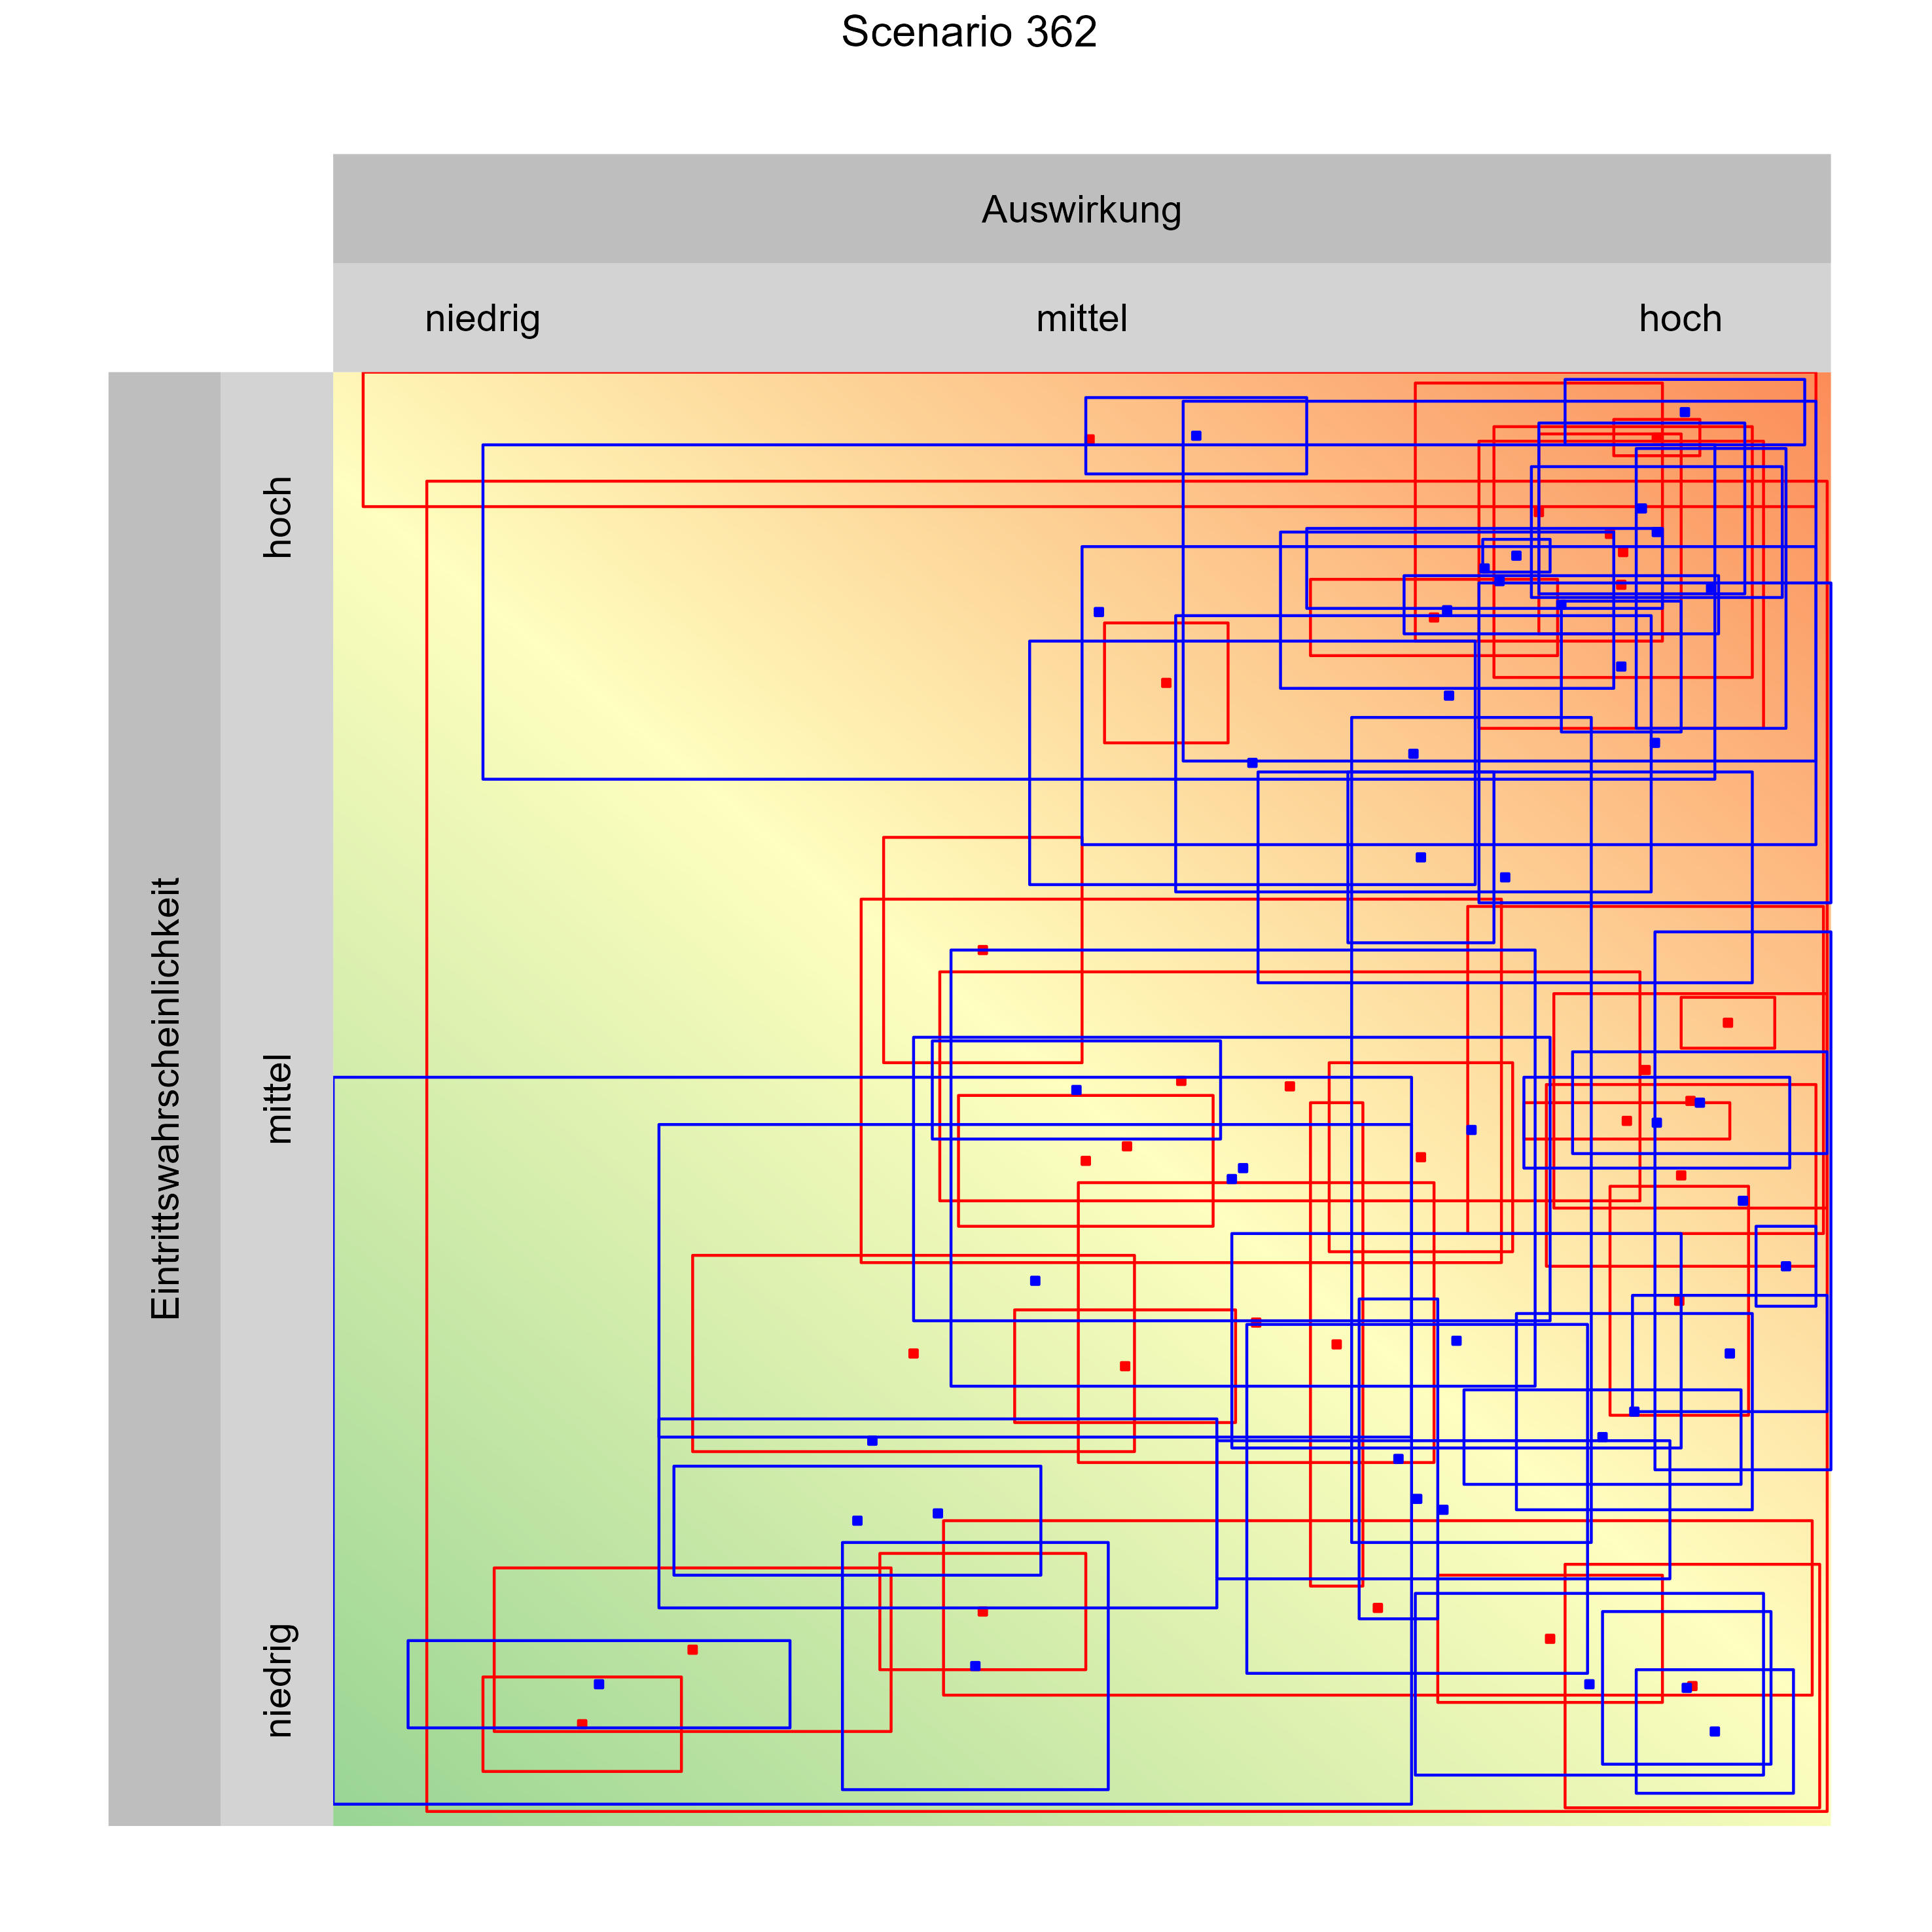 Scenario 362
Auswirkung
niedrig
mittel
hoch
Eintrittswahrscheinlichkeit
hoch
mittel
niedrig